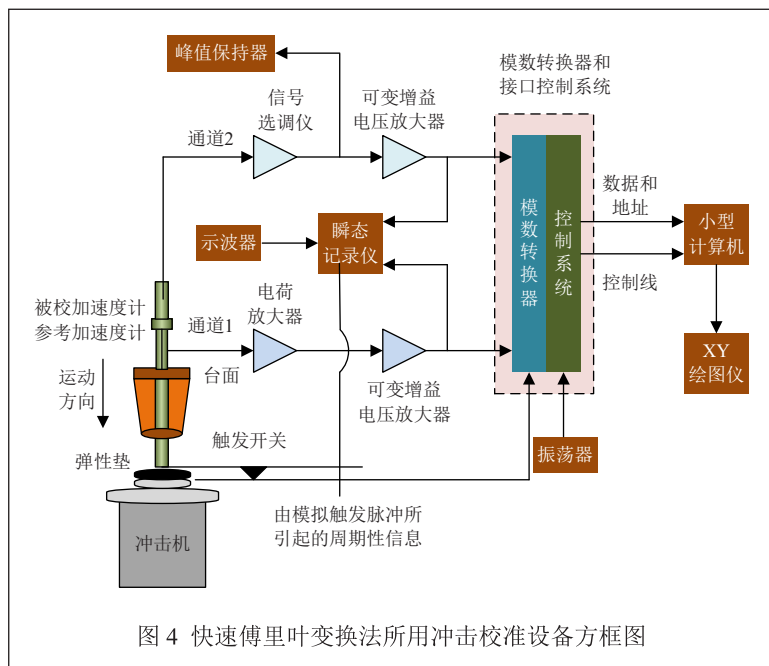 峰值保持器
模数转换器和
接口控制系统
信号
选调仪
可变增益
电压放大器
通道2
数据和
地址
模数转换器
控制系统
小型
计算机
示波器
瞬态
记录仪
控制线
电荷
放大器
被校加速度计
参考加速度计
通道1
台面
XY
绘图仪
运动
方向
可变增益
电压放大器
触发开关
振荡器
弹性垫
由模拟触发脉冲所
引起的周期性信息
冲击机
图 4 快速傅里叶变换法所用冲击校准设备方框图